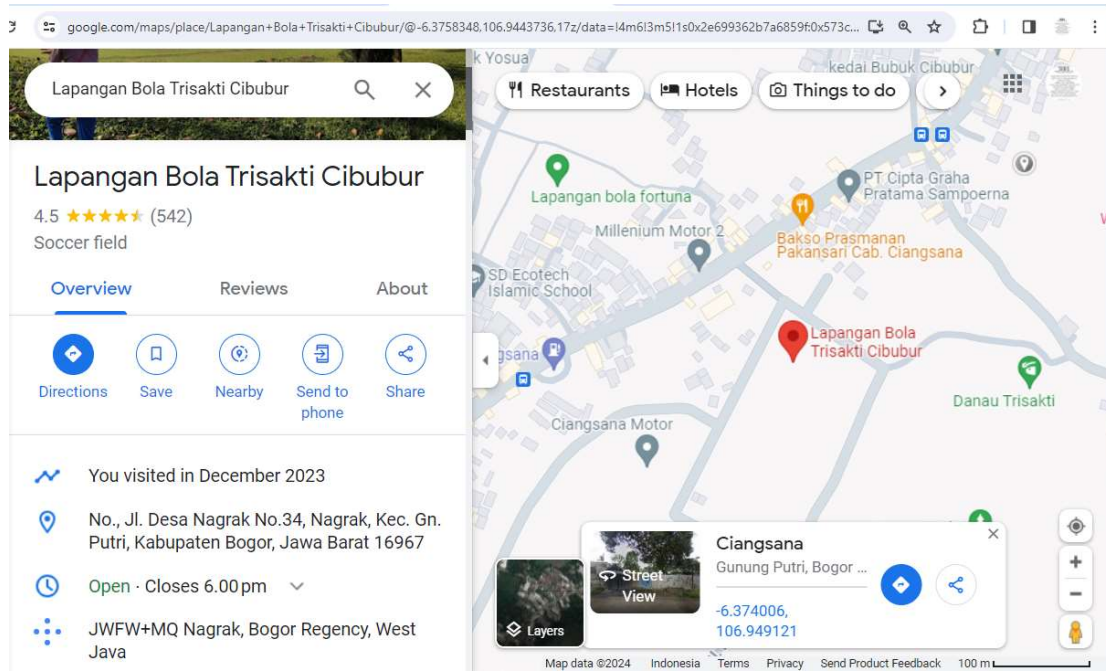 google.com/maps/place/Lapangan+Bola+Trisakti+Cibubur/@-6.3758348,106.9443736,17z/data=!4m6!3m5!1s0x2e699362b7a6859f:0x573c...
Lapangan Bola Trisakti Cibubur
Lapangan Bola Trisakti Cibubur
4.5 ★★★★★ (542)
Soccer field
Overview
Reviews
About
Directions
Save
Nearby
Send to
phone
Share
You visited in December 2023
No., Jl. Desa Nagrak No.34, Nagrak, Kec. Gn.
Putri, Kabupaten Bogor, Jawa Barat 16967
Open · Closes 6.00 pm
JWFW+MQ Nagrak, Bogor Regency, West
Java
k Yosua
kedai Bubuk Cibubur
Restaurants
Hotels
Things to do
Lapangan bola fortuna
PT Cipta Graha
Pratama Sampoerna
Millenium Motor 2
Bakso Prasmanan
Pakansari Cab. Ciangsana
SD Ecotech
Islamic School
Lapangan Bola
Trisakti Cibubur
gsana
Danau Trisakti
Ciangsana Motor
Layers
Street
View
Ciangsana
Gunung Putri, Bogor ...
-6.374006,
106.949121
Map data ©2024
Indonesia
Terms
Privacy
Send Product Feedback
100 m